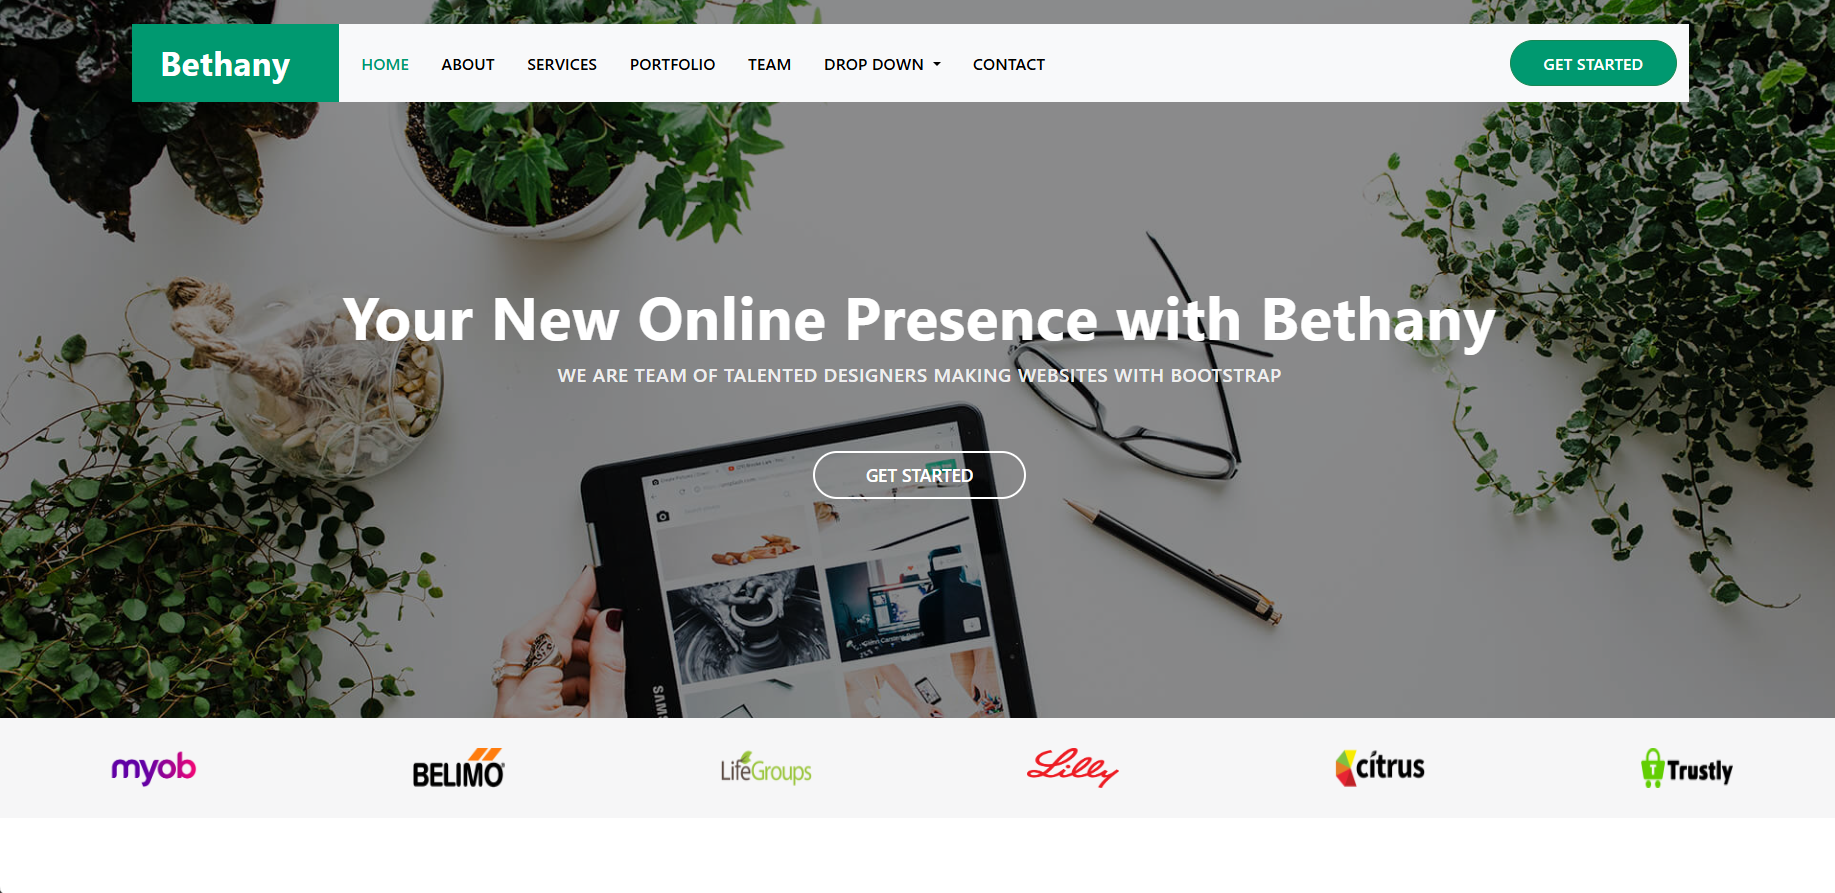 Bethany
HOME ABOUT SERVICES PORTFOLIO TEAM DROP DOWN CONTACT GET STARTED
Your New Online Presence with Bethany
WE ARE TEAM OF TALENTED DESIGNERS MAKING WEBSITES WITH BOOTSTRAP
GET STARTED
SAMS
myob BELIMO LifeGroups Lilly citrus Trustly